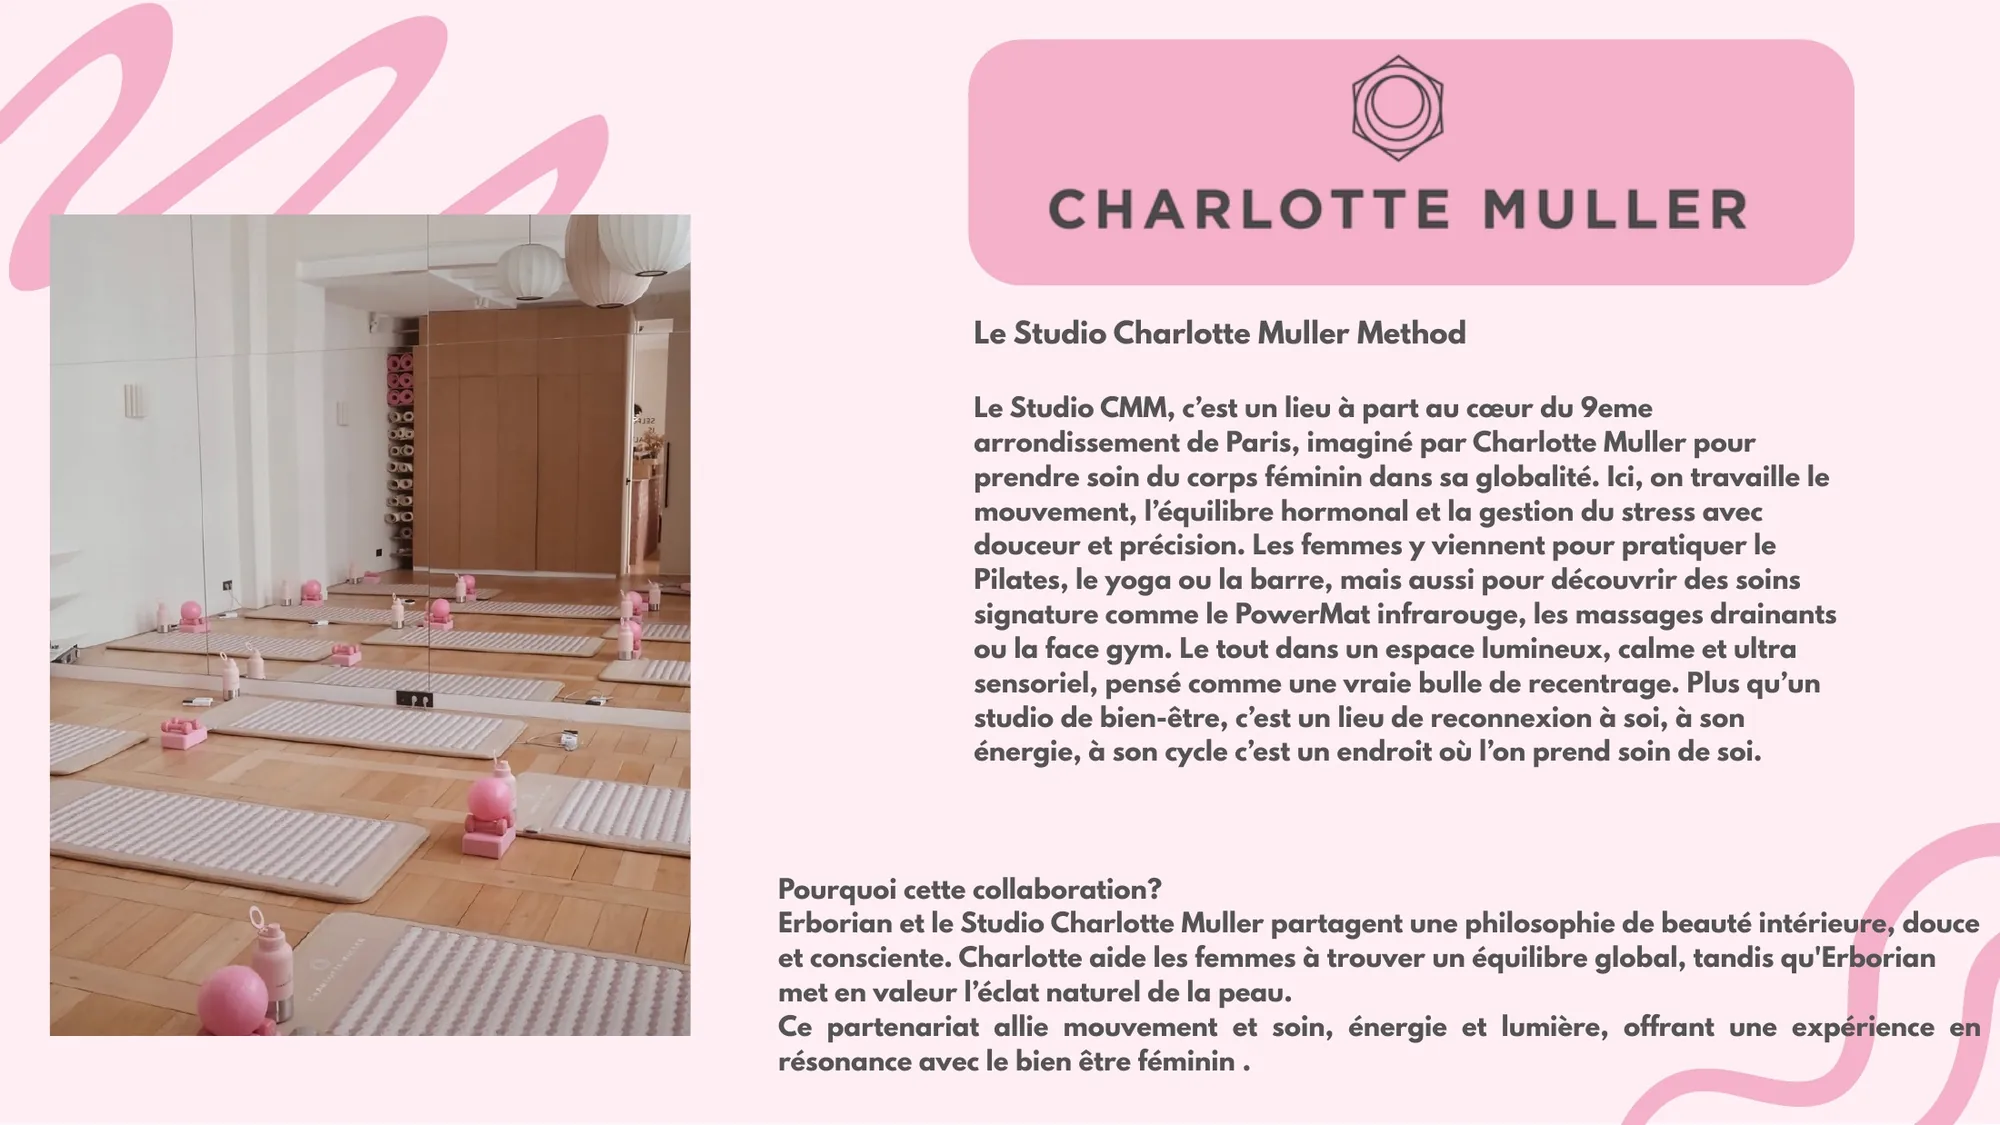 CHARLOTTE MULLER
Le Studio Charlotte Muller Method
Le Studio CMM, c’est un lieu à part au cœur du 9eme
arrondissement de Paris, imaginé par Charlotte Muller pour
prendre soin du corps féminin dans sa globalité. Ici, on travaille le
mouvement, l’équilibre hormonal et la gestion du stress avec
douceur et précision. Les femmes y viennent pour pratiquer le
Pilates, le yoga ou la barre, mais aussi pour découvrir des soins
signature comme le PowerMat infrarouge, les massages drainants
ou la face gym. Le tout dans un espace lumineux, calme et ultra
sensoriel, pensé comme une vraie bulle de recentrage. Plus qu’un
studio de bien-être, c’est un lieu de reconnexion à soi, à son
énergie, à son cycle c’est un endroit où l’on prend soin de soi.
Pourquoi cette collaboration?
Erborian et le Studio Charlotte Muller partagent une philosophie de beauté intérieure, douce
et consciente. Charlotte aide les femmes à trouver un équilibre global, tandis qu'Erborian
met en valeur l’éclat naturel de la peau.
Ce partenariat allie mouvement et soin, énergie et lumière, offrant une expérience en
résonance avec le bien être féminin .